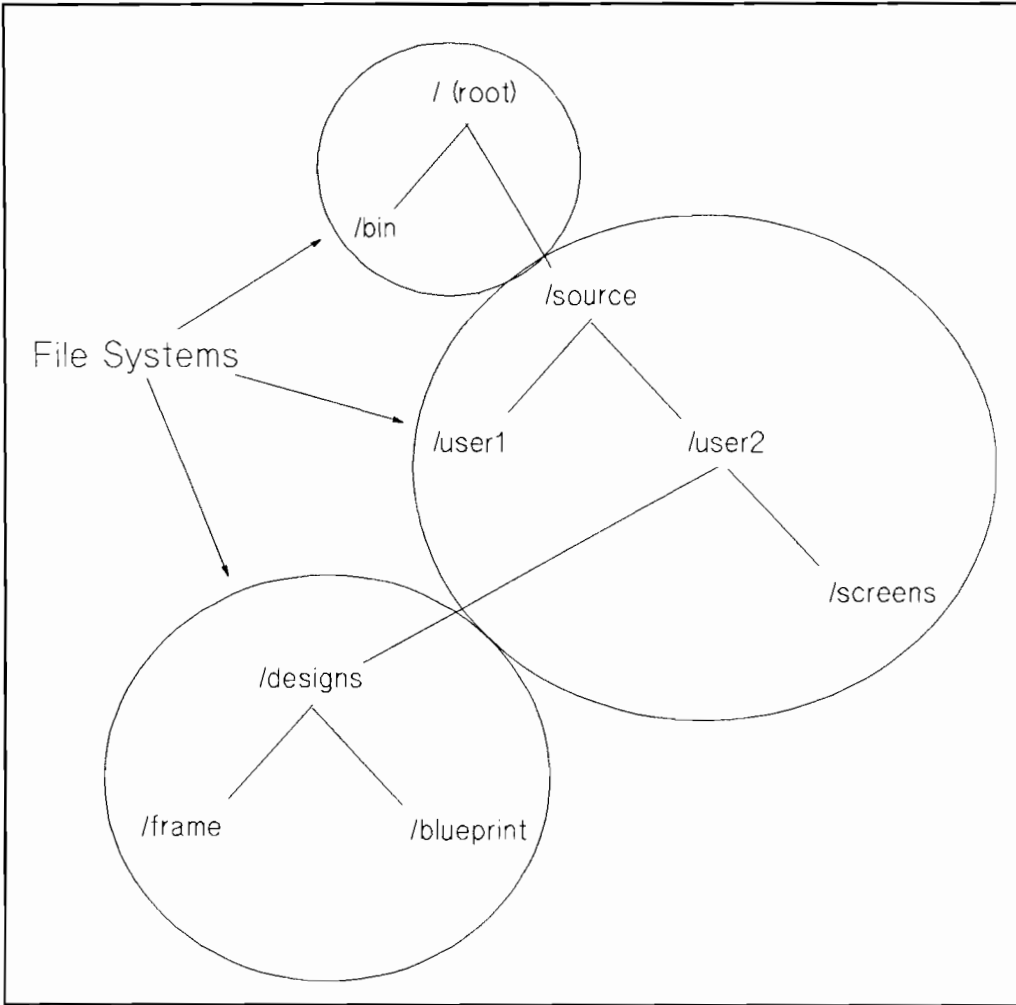 / (root)
/bin
/source
File Systems
/user1
/user2
/screens
/designs
/frame
/blueprint